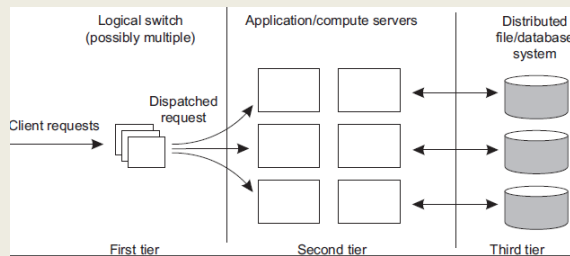 Logical switch
(possibly multiple)
Application/compute servers
Distributed
file/database
system
Dispatched
request
Client requests
First tier
Second tier
Third tier